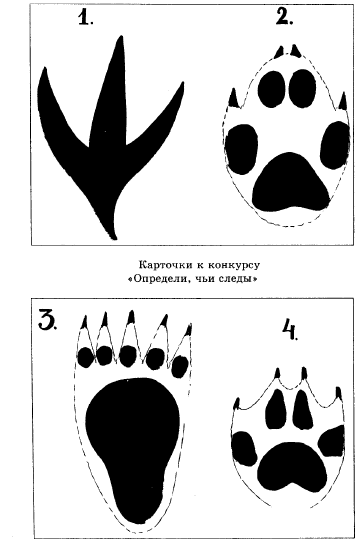 1.
2.
Карточки к конкурсу
«Определи, чьи следы»
3.
4.